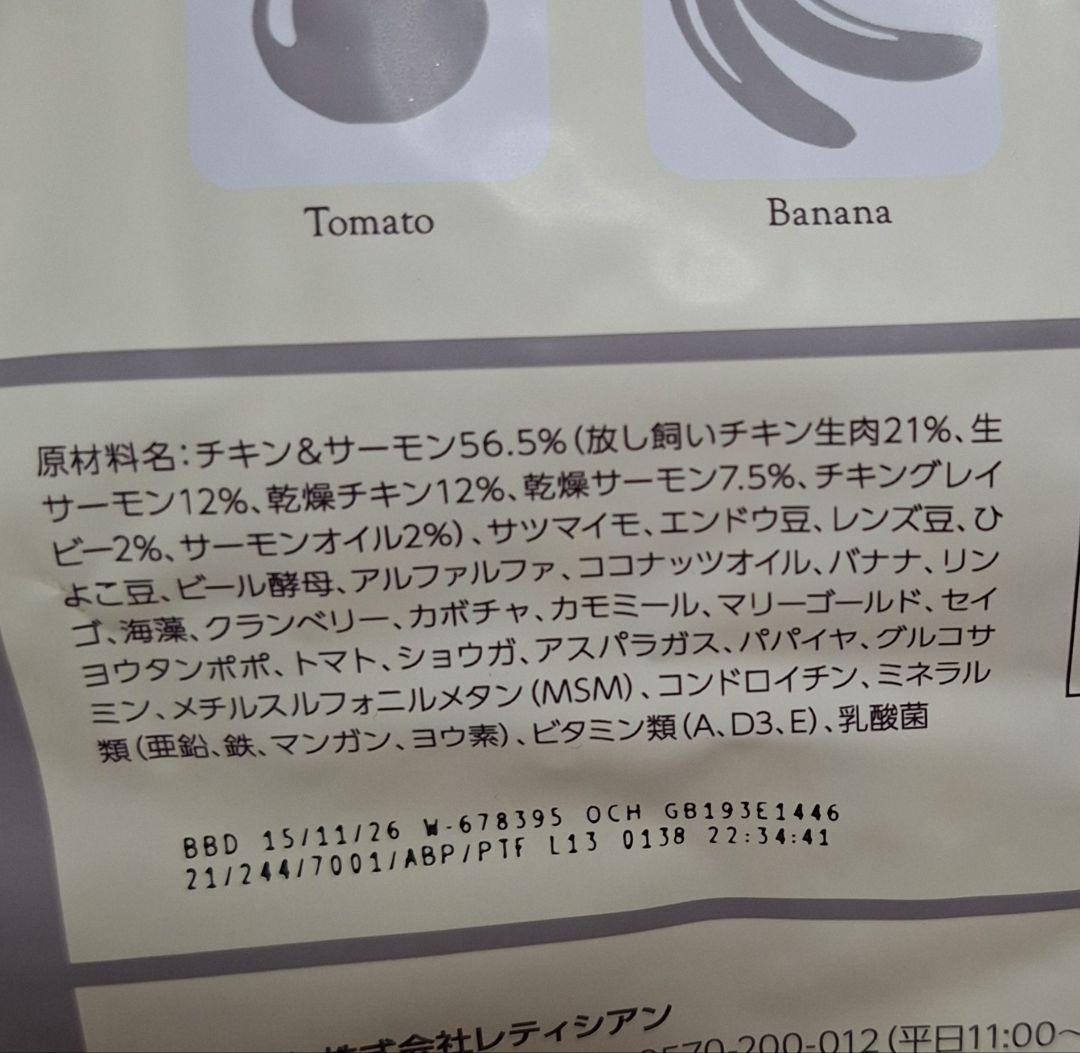 Tomato
Banana
原材料名:チキン&サーモン56.5%(放し飼いチキン生肉21%、生
サーモン12%、乾燥チキン12%、乾燥サーモン7.5%、チキングレイ
ビー2%、サーモンオイル2%)、サツマイモ、エンドウ豆、レンズ豆、ひ
よこ豆、ビール酵母、アルファルファ、ココナッツオイル、バナナ、リン
ゴ、海藻、クランベリー、カボチャ、カモミール、マリーゴールド、セイ
ヨウタンポポ、トマト、ショウガ、アスパラガス、パパイヤ、グルコサ
ミン、メチルスルフォニルメタン(MSM)、コンドロイチン、ミネラル
類(亜鉛、鉄、マンガン、ヨウ素)、ビタミン類(A、D3、E)、乳酸菌
BBD 15/11/26 W-678395 OCH GB193E1446
21/244/7001/ABP/PTF L13 0138 22:34:41
株式会社レティシアン
0570-200-012(平日11:00~